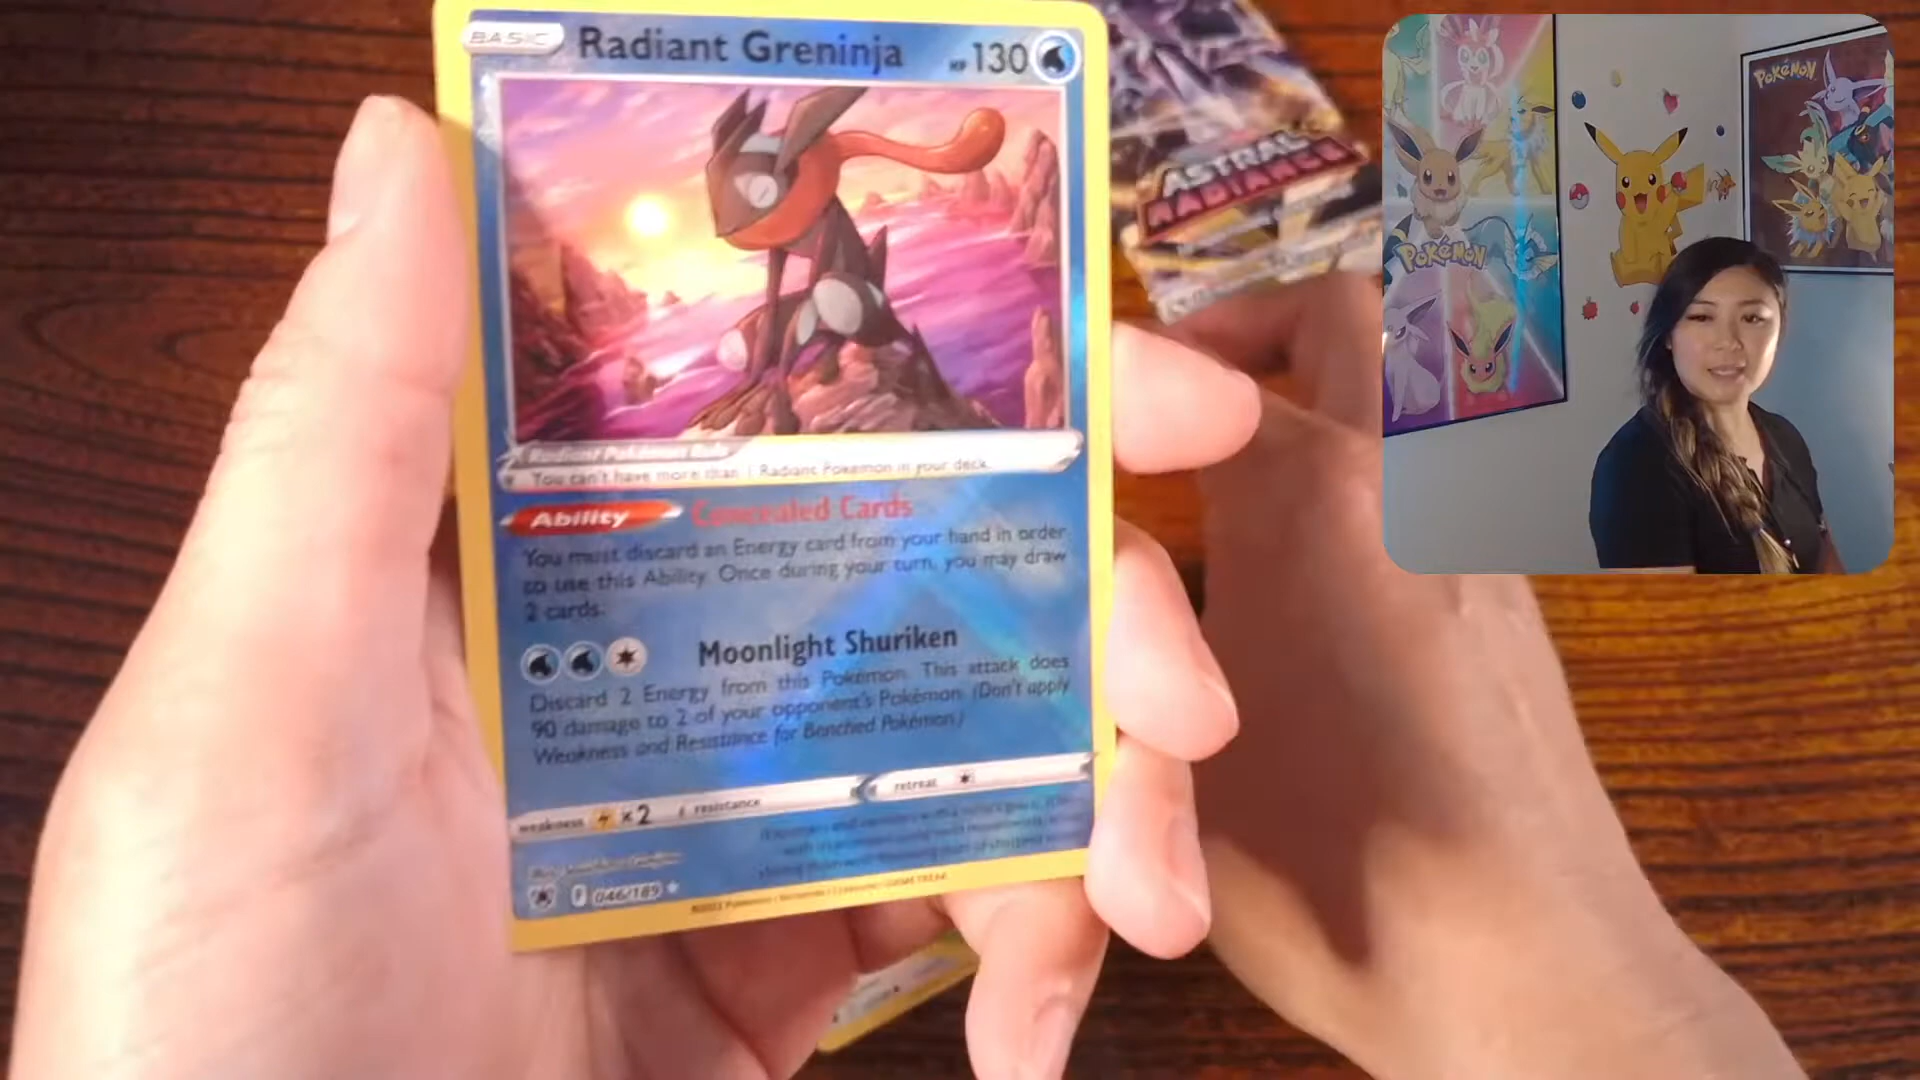 BASIC Radiant Greninja HP 130
Radiant Pokémon Rule
You can't have more than 1 Radiant Pokémon in your deck.
Ability Concealed Cards
You must discard an Energy card from your hand in order
to use this Ability. Once during your turn, you may draw
2 cards.
Moonlight Shuriken
Discard 2 Energy from this Pokémon. This attack does
90 damage to 2 of your opponent's Pokémon. (Don't apply
Weakness and Resistance for Benched Pokémon.)
weakness ×2 resistance retreat
F 046/189
ASTRAL
RADIANCE
POKéMON
POKéMON